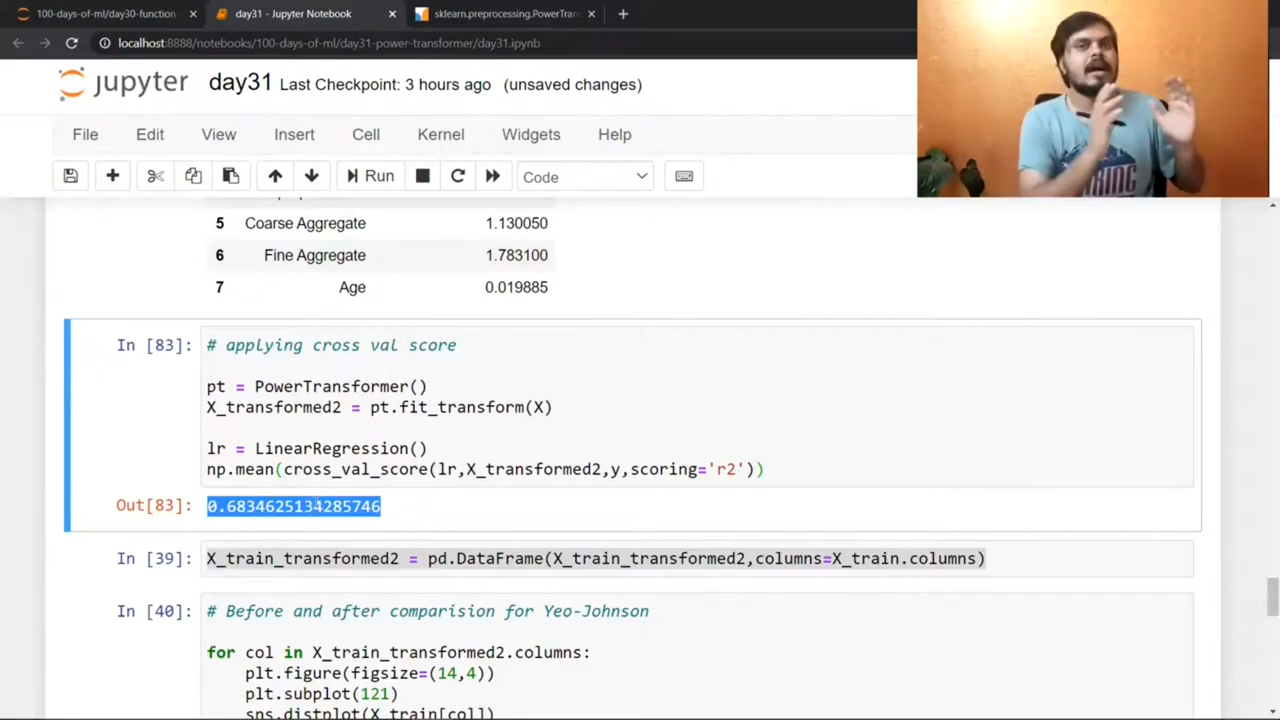 100-days-of-ml/day30-function-
day31 - Jupyter Notebook
sklearn.preprocessing.PowerTran
localhost:8888/notebooks/100-days-of-ml/day31-power-transformer/day31.ipynb
jupyter day31 Last Checkpoint: 3 hours ago (unsaved changes)
File Edit View Insert Cell Kernel Widgets Help
Run Code
5 Coarse Aggregate 1.130050
6 Fine Aggregate 1.783100
7 Age 0.019885
In [83]: # applying cross val score
pt = PowerTransformer()
X_transformed2 = pt.fit_transform(X)
lr = LinearRegression()
np.mean(cross_val_score(lr,X_transformed2,y,scoring='r2'))
Out[83]: 0.6834625134285746
In [39]: X_train_transformed2 = pd.DataFrame(X_train_transformed2,columns=X_train.columns)
In [40]: # Before and after comparision for Yeo-Johnson
for col in X_train_transformed2.columns:
plt.figure(figsize=(14,4))
plt.subplot(121)
sns.distplot(X_train[col])